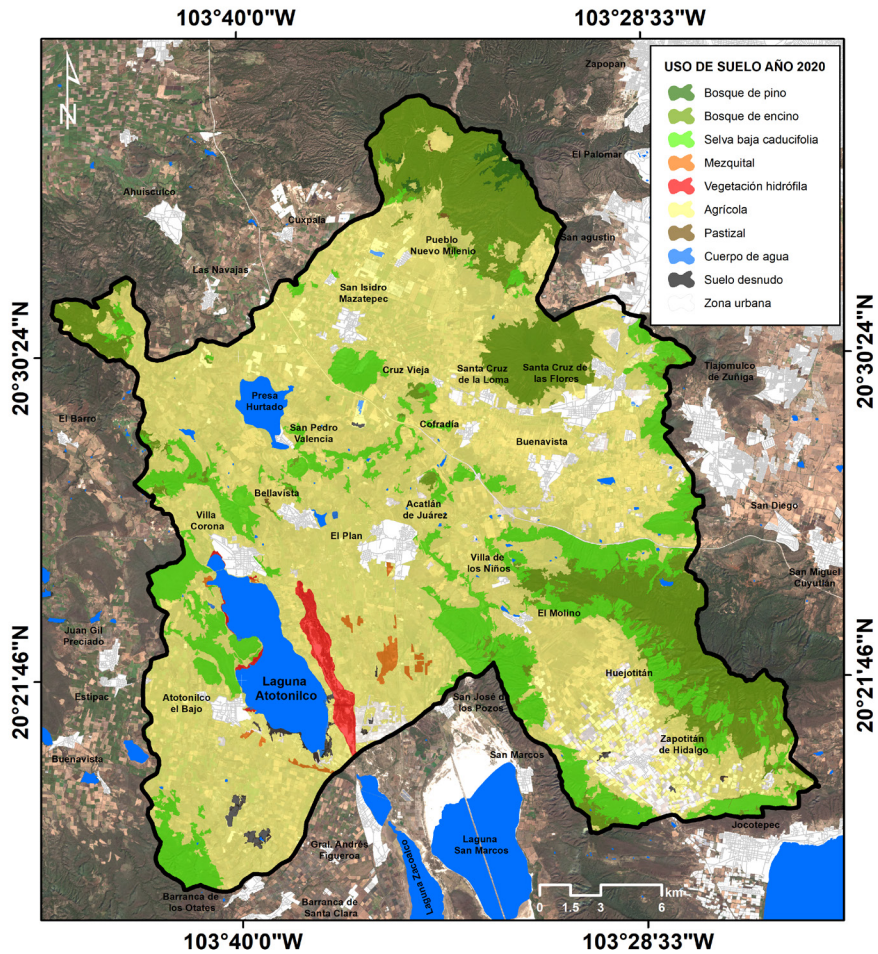 103°40'0"W
103°28'33"W
N
USO DE SUELO AÑO 2020
Bosque de pino
Bosque de encino
Selva baja caducifolia
Mezquital
Vegetación hidrófila
Agrícola
Pastizal
Cuerpo de agua
Suelo desnudo
Zona urbana
Zapopan
El Palomar
Ahuisculco
Cuxpala
San agustin
Pueblo
Nuevo Milenio
Las Navajas
San Isidro
Mazatepec
20°30'24"N
20°30'24"N
Cruz Vieja
Santa Cruz
de la Loma
Santa Cruz de
las Flores
Tlajomulco
de Zuñiga
Presa
Hurtado
El Barro
San Pedro
Valencia
Cofradía
Buenavista
Bellavista
Villa
Corona
Acatlán
de Juárez
San Diego
El Plan
Villa de
los Niños
San Miguel
Cuyutlán
El Molino
Juan Gil
Preciado
20°21'46"N
20°21'46"N
Laguna
Atotonilco
Huejotitán
Estipac
Atotonilco
el Bajo
San José d
los Pozos
Zapotitán
de Hidalgo
Buenavista
San Marcos
Jocotepec
Gral. Andrés
Figueroa
Laguna
San Marcos
Laguna Zacoalco
Barranca de
los Otates
Barranca de
Santa Clara
km
0 1.5 3 6
103°40'0"W
103°28'33"W